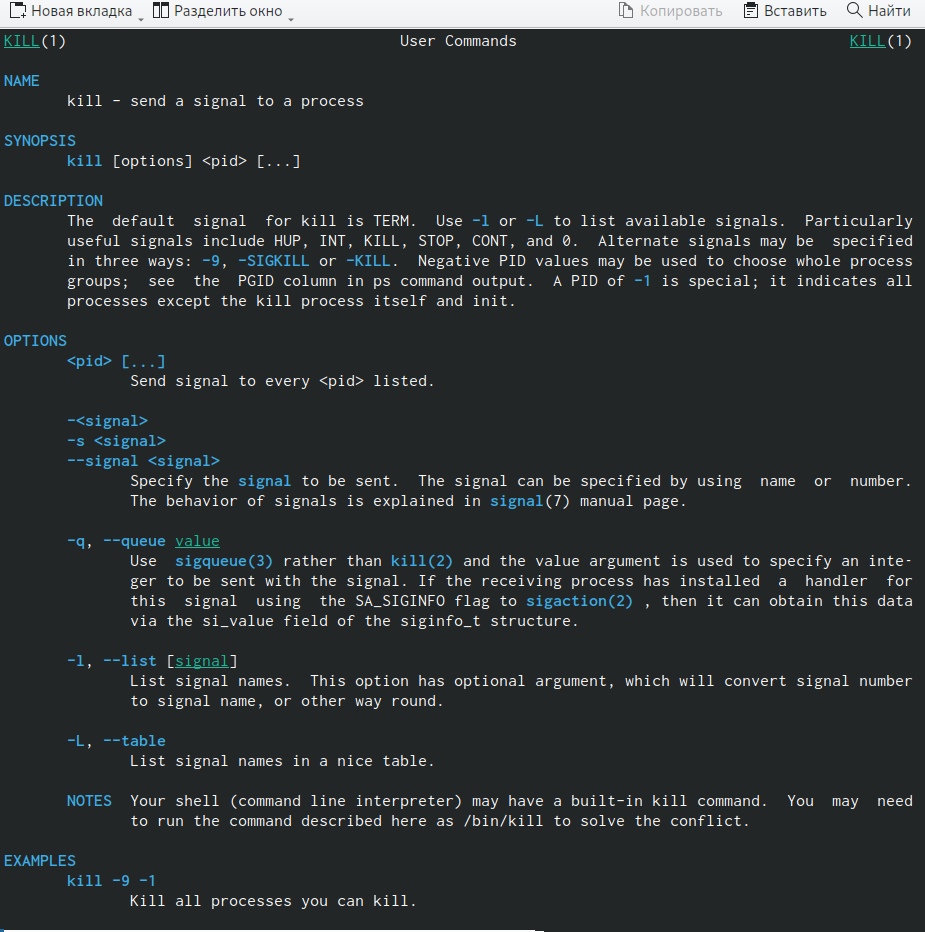 Новая вкладка Разделить окно Копировать Вставить Найти
KILL(1) User Commands KILL(1)
NAME
kill - send a signal to a process
SYNOPSIS
kill [options] <pid> [...]
DESCRIPTION
The default signal for kill is TERM. Use -l or -L to list available signals. Particularly
useful signals include HUP, INT, KILL, STOP, CONT, and 0. Alternate signals may be specified
in three ways: -9, -SIGKILL or -KILL. Negative PID values may be used to choose whole process
groups; see the PGID column in ps command output. A PID of -1 is special; it indicates all
processes except the kill process itself and init.
OPTIONS
<pid> [...]
Send signal to every <pid> listed.
-<signal>
-s <signal>
--signal <signal>
Specify the signal to be sent. The signal can be specified by using name or number.
The behavior of signals is explained in signal(7) manual page.
-q, --queue value
Use sigqueue(3) rather than kill(2) and the value argument is used to specify an inte-
ger to be sent with the signal. If the receiving process has installed a handler for
this signal using the SA_SIGINFO flag to sigaction(2) , then it can obtain this data
via the si_value field of the siginfo_t structure.
-l, --list [signal]
List signal names. This option has optional argument, which will convert signal number
to signal name, or other way round.
-L, --table
List signal names in a nice table.
NOTES Your shell (command line interpreter) may have a built-in kill command. You may need
to run the command described here as /bin/kill to solve the conflict.
EXAMPLES
kill -9 -1
Kill all processes you can kill.